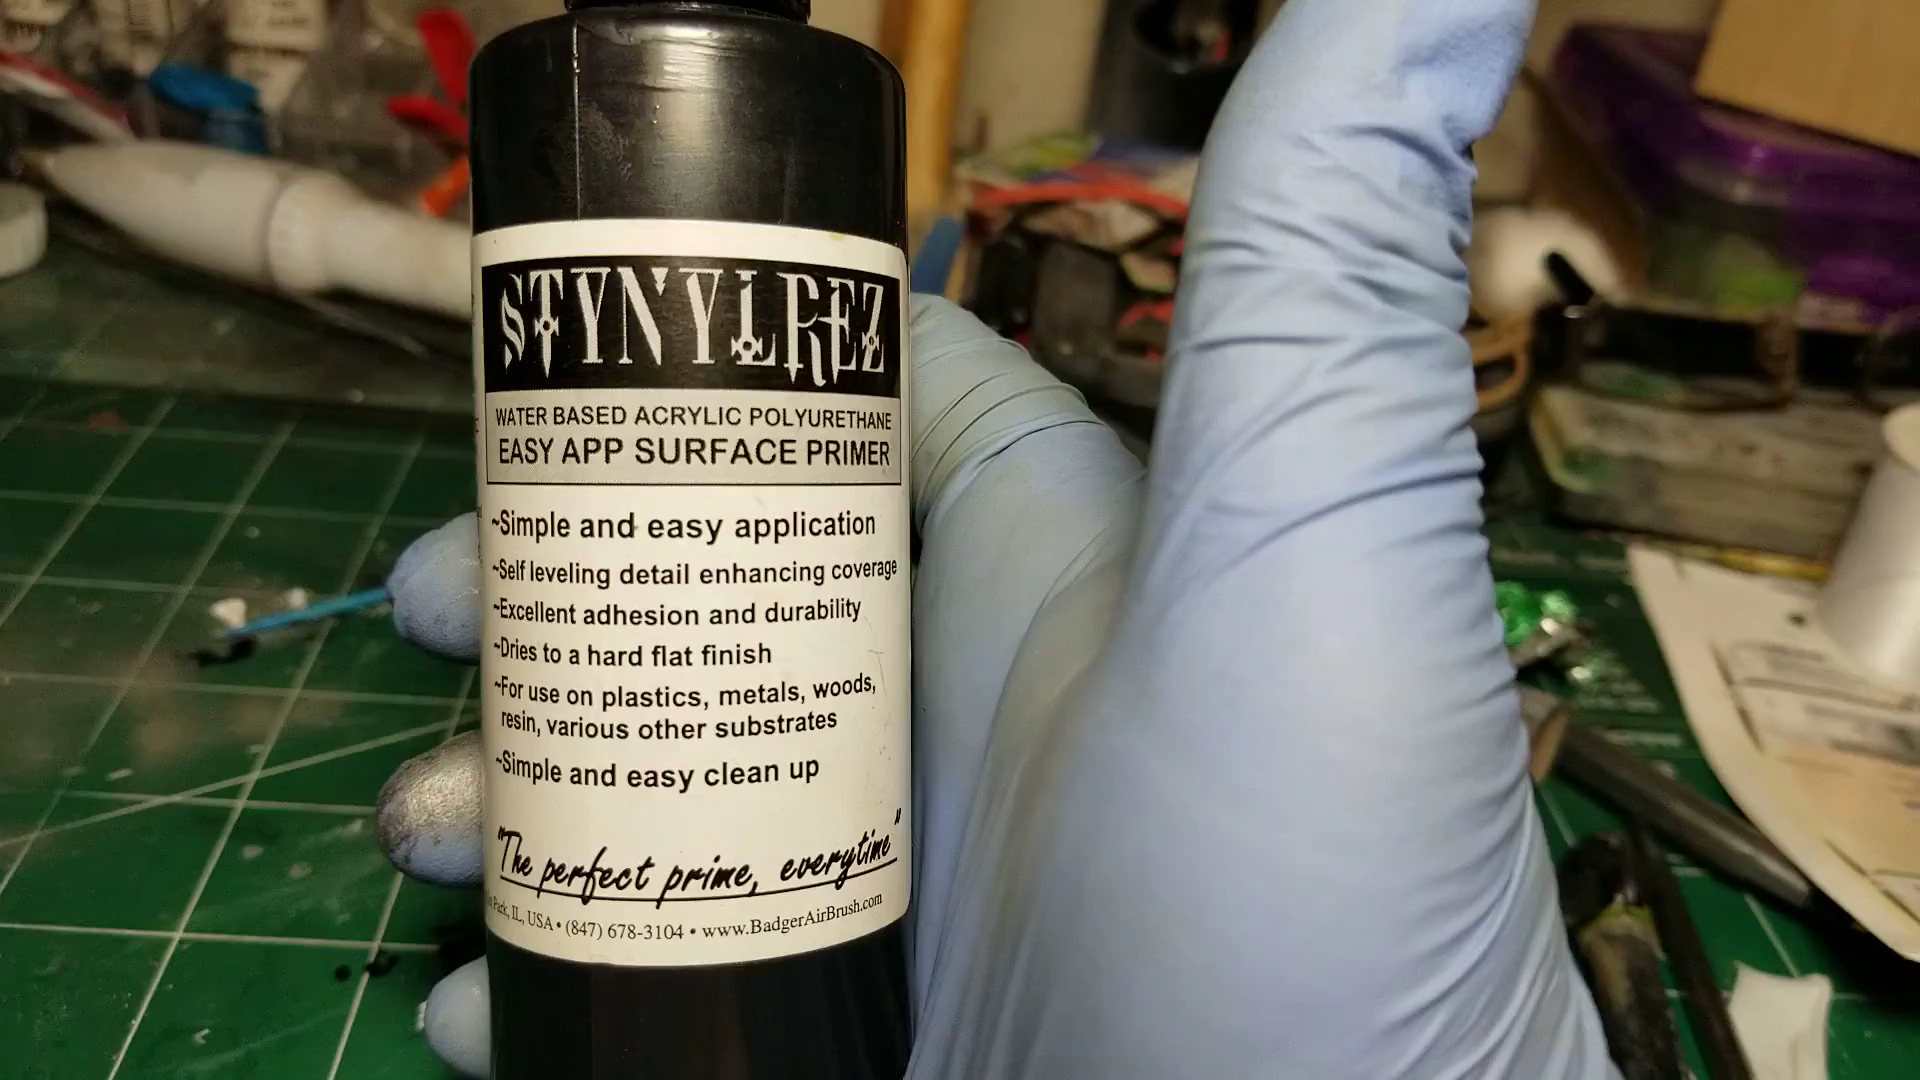 STYNYLREZ
WATER BASED ACRYLIC POLYURETHANE
EASY APP SURFACE PRIMER
~Simple and easy application
~Self leveling detail enhancing coverage
~Excellent adhesion and durability
~Dries to a hard flat finish
~For use on plastics, metals, woods,
resin, various other substrates
~Simple and easy clean up
"The perfect prime, everytime"
Park, IL, USA • (847) 678-3104 • www.BadgerAirBrush.com